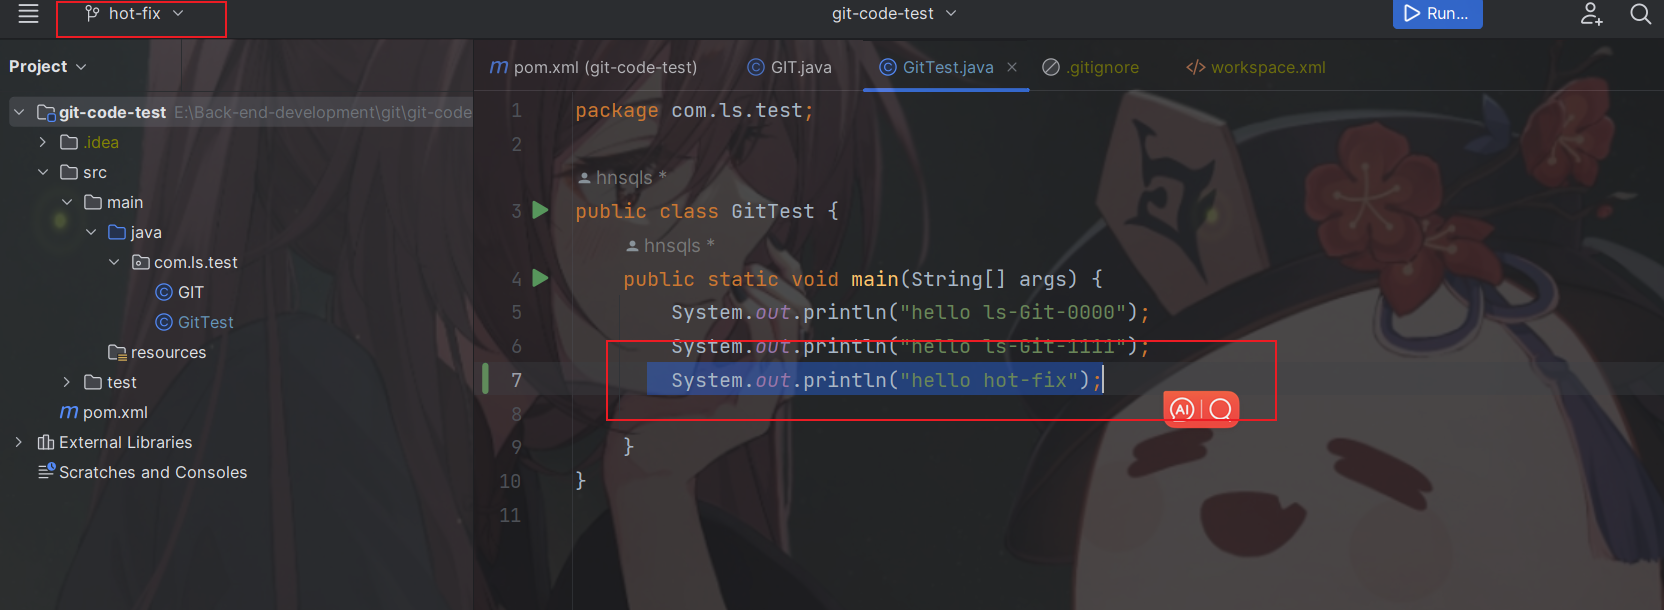 hot-fix
git-code-test
Run...
Project
pom.xml (git-code-test)
GIT.java
GitTest.java
.gitignore
workspace.xml
git-code-test E:\Back-end-development\git\git-code
.idea
src
main
java
com.ls.test
GIT
GitTest
resources
test
pom.xml
External Libraries
Scratches and Consoles
1 package com.ls.test;
2
hnsqls *
3 public class GitTest {
hnsqls *
4 public static void main(String[] args) {
5 System.out.println("hello ls-Git-0000");
6 System.out.println("hello ls-Git-1111");
7 System.out.println("hello hot-fix");
8
AI
9 }
10 }
11